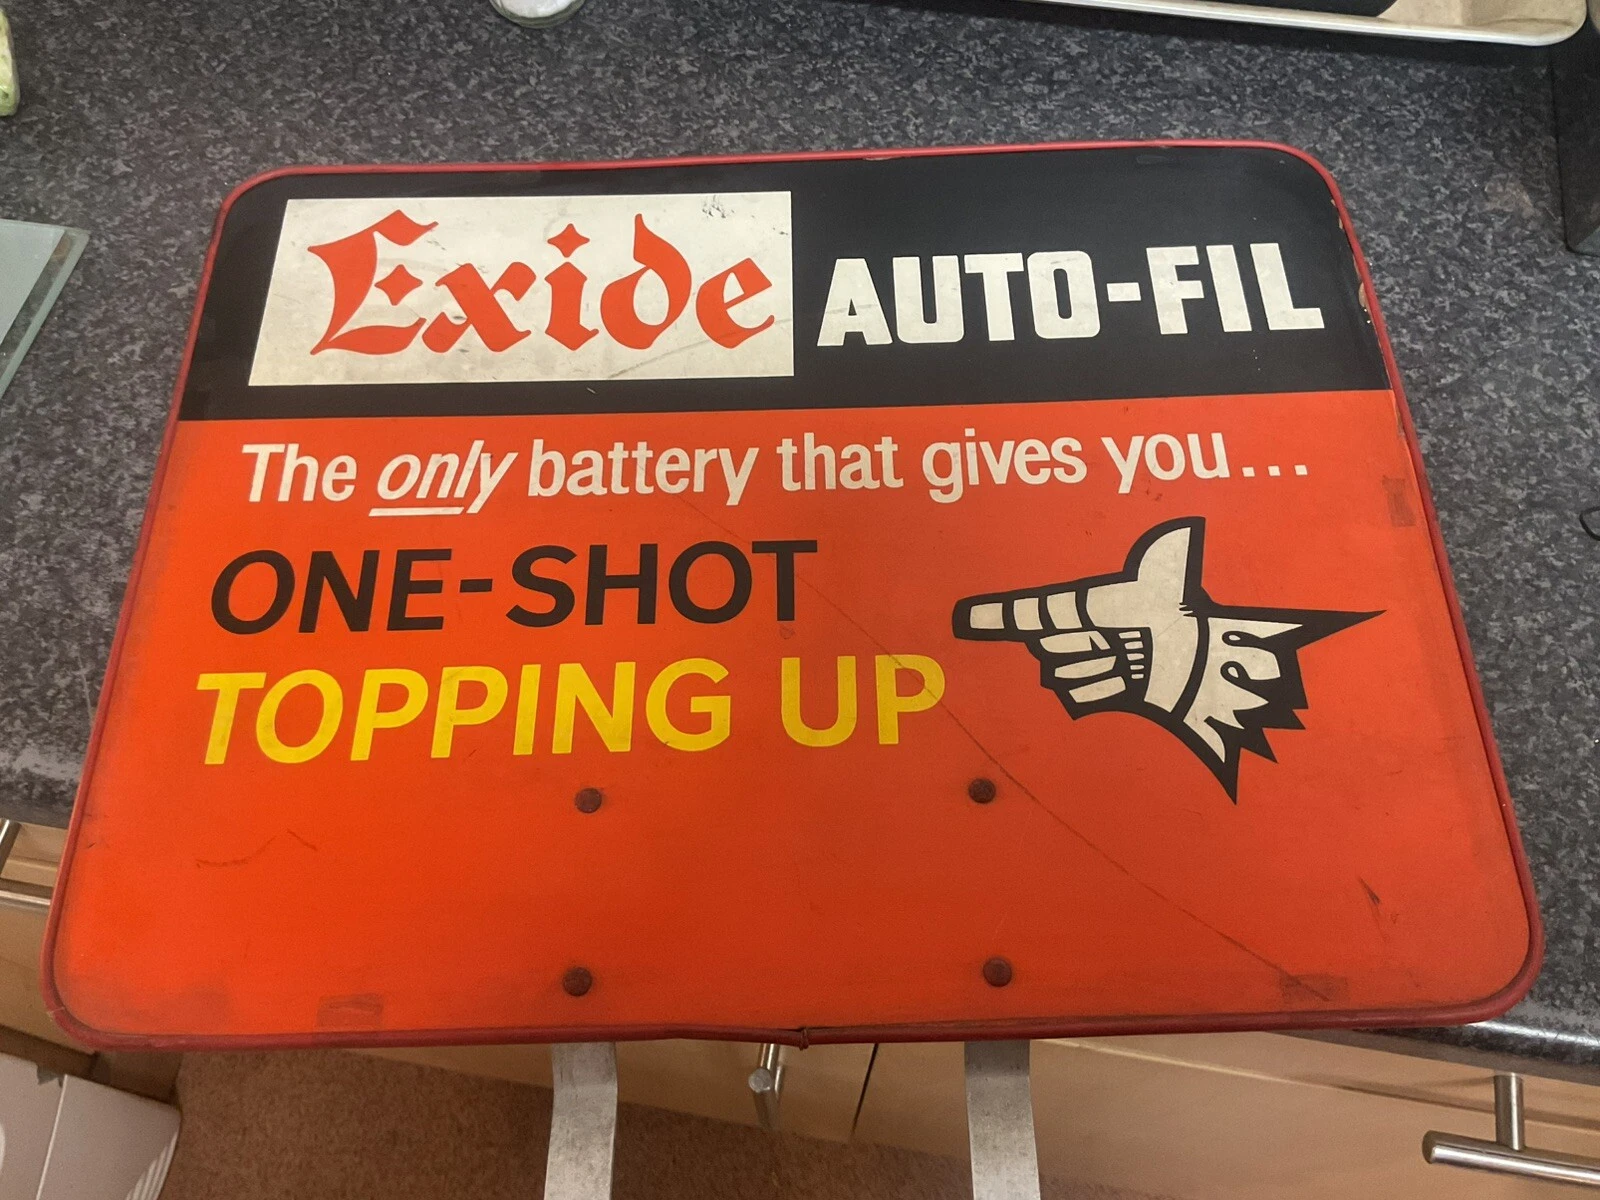 Exide AUTO-FIL
The only battery that gives you...
ONE-SHOT
TOPPING UP